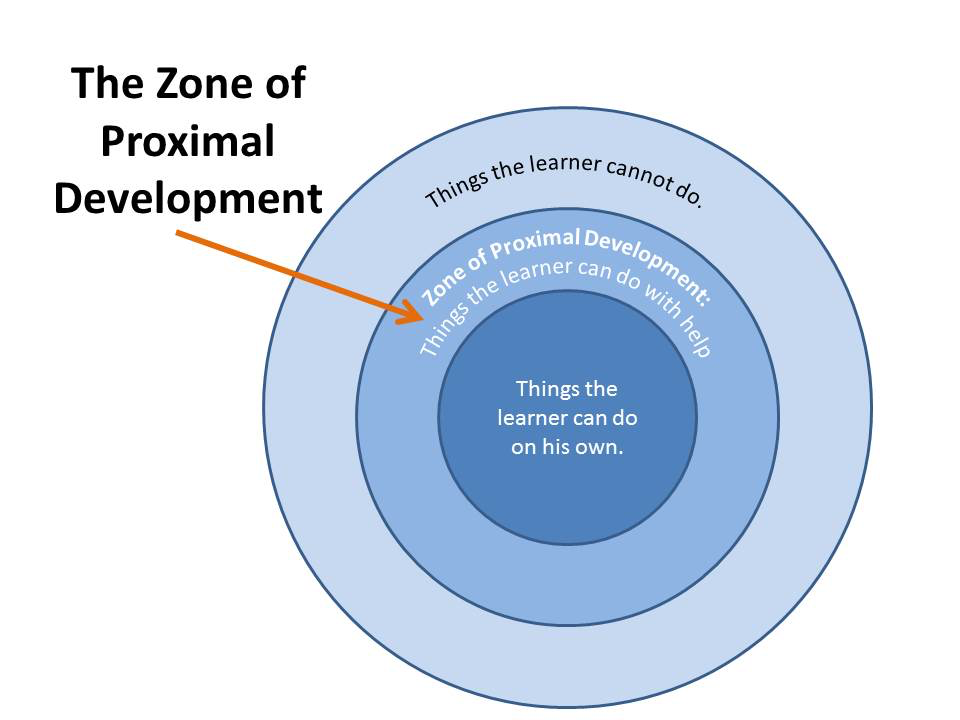 The Zone of
Proximal
Development
Things the learner cannot do.
Zone of Proximal Development:
Things the learner can do with help
Things the
learner can do
on his own.